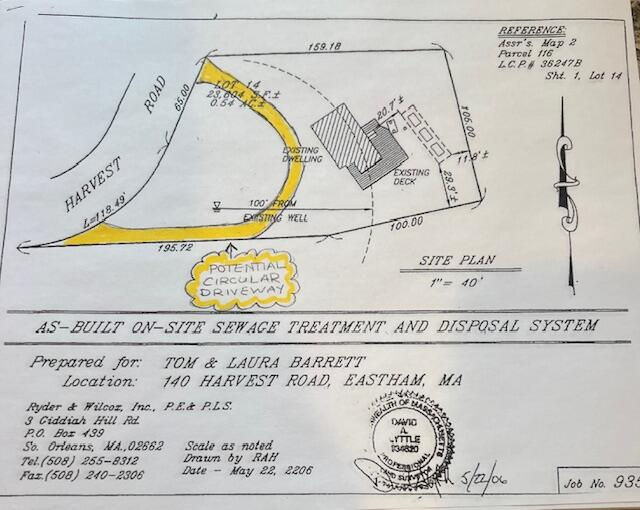 REFERENCE:
Assr's. Map 2
Parcel 116
L.C.P.# 36247B
Sht. 1, Lot 14
159.18
LOT 14
23,604 S.F.±
0.54 AC.±
65.00
ROAD
HARVEST
L=118.49'
20.7'±
105.00
11.8'±
29.3'±
EXISTING
DWELLING
EXISTING
DECK
100' FROM
EXISTING WELL
100.00
195.72
POTENTIAL
CIRCULAR
DRIVEWAY
SITE PLAN
1"= 40'
AS-BUILT ON-SITE SEWAGE TREATMENT AND DISPOSAL SYSTEM
Prepared for: TOM & LAURA BARRETT
Location: 140 HARVEST ROAD, EASTHAM, MA
Ryder & Wilcox, Inc., P.E.& P.L.S.
3 Giddiah Hill Rd.
P.O. Box 439
So. Orleans, MA.,02662
Tel.(508) 255-8312
Fax.(508) 240-2306
Scale as noted
Drawn by RAH
Date - May 22, 2206
DAVID
A.
LYTTLE
PROFESSIONAL
5/22/06
Job No. 935